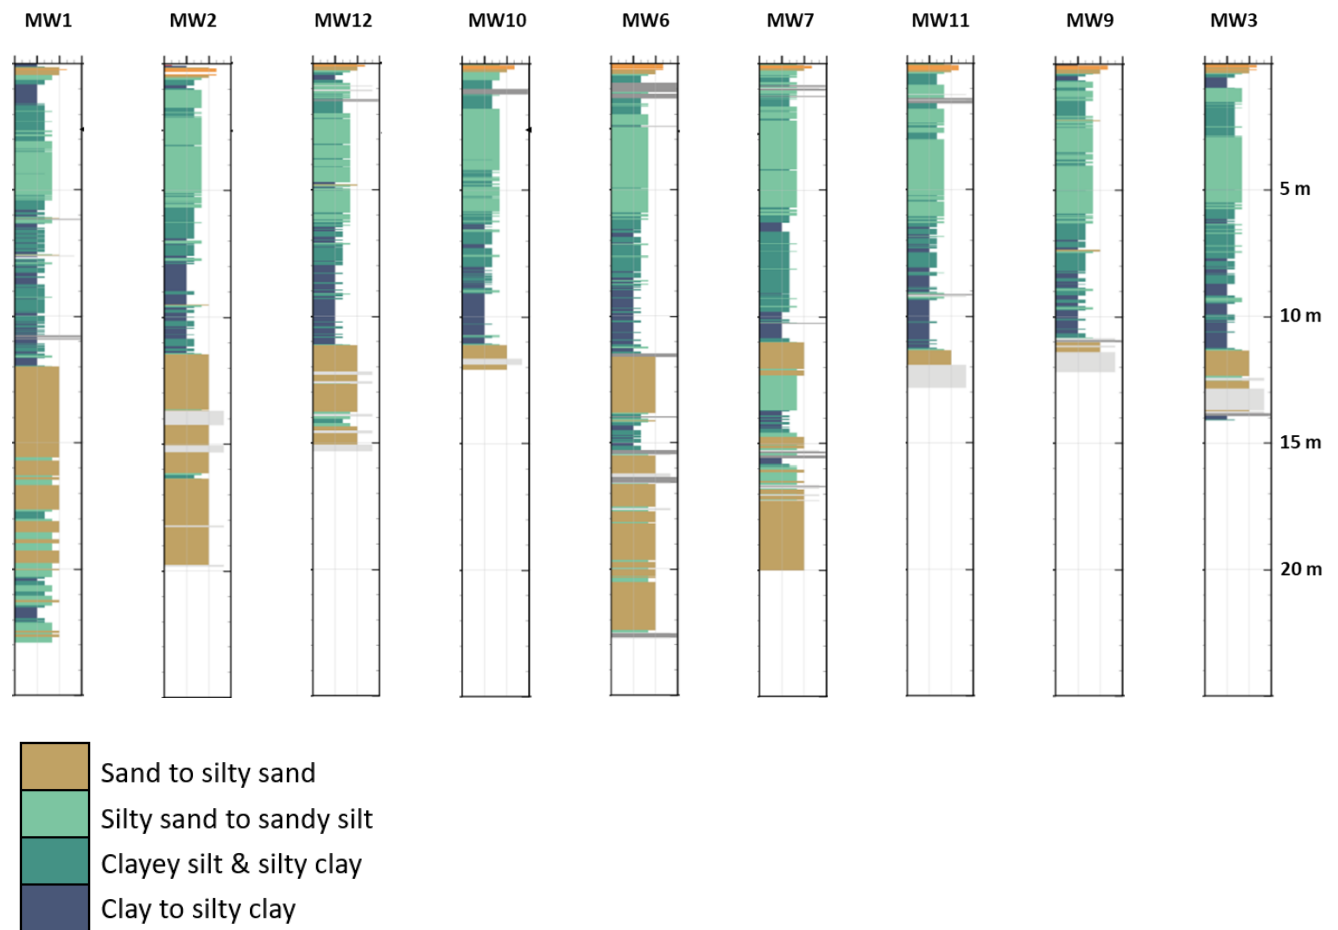 MW1 MW2 MW12 MW10 MW6 MW7 MW11 MW9 MW3
5 m
10 m
15 m
20 m
Sand to silty sand
Silty sand to sandy silt
Clayey silt & silty clay
Clay to silty clay